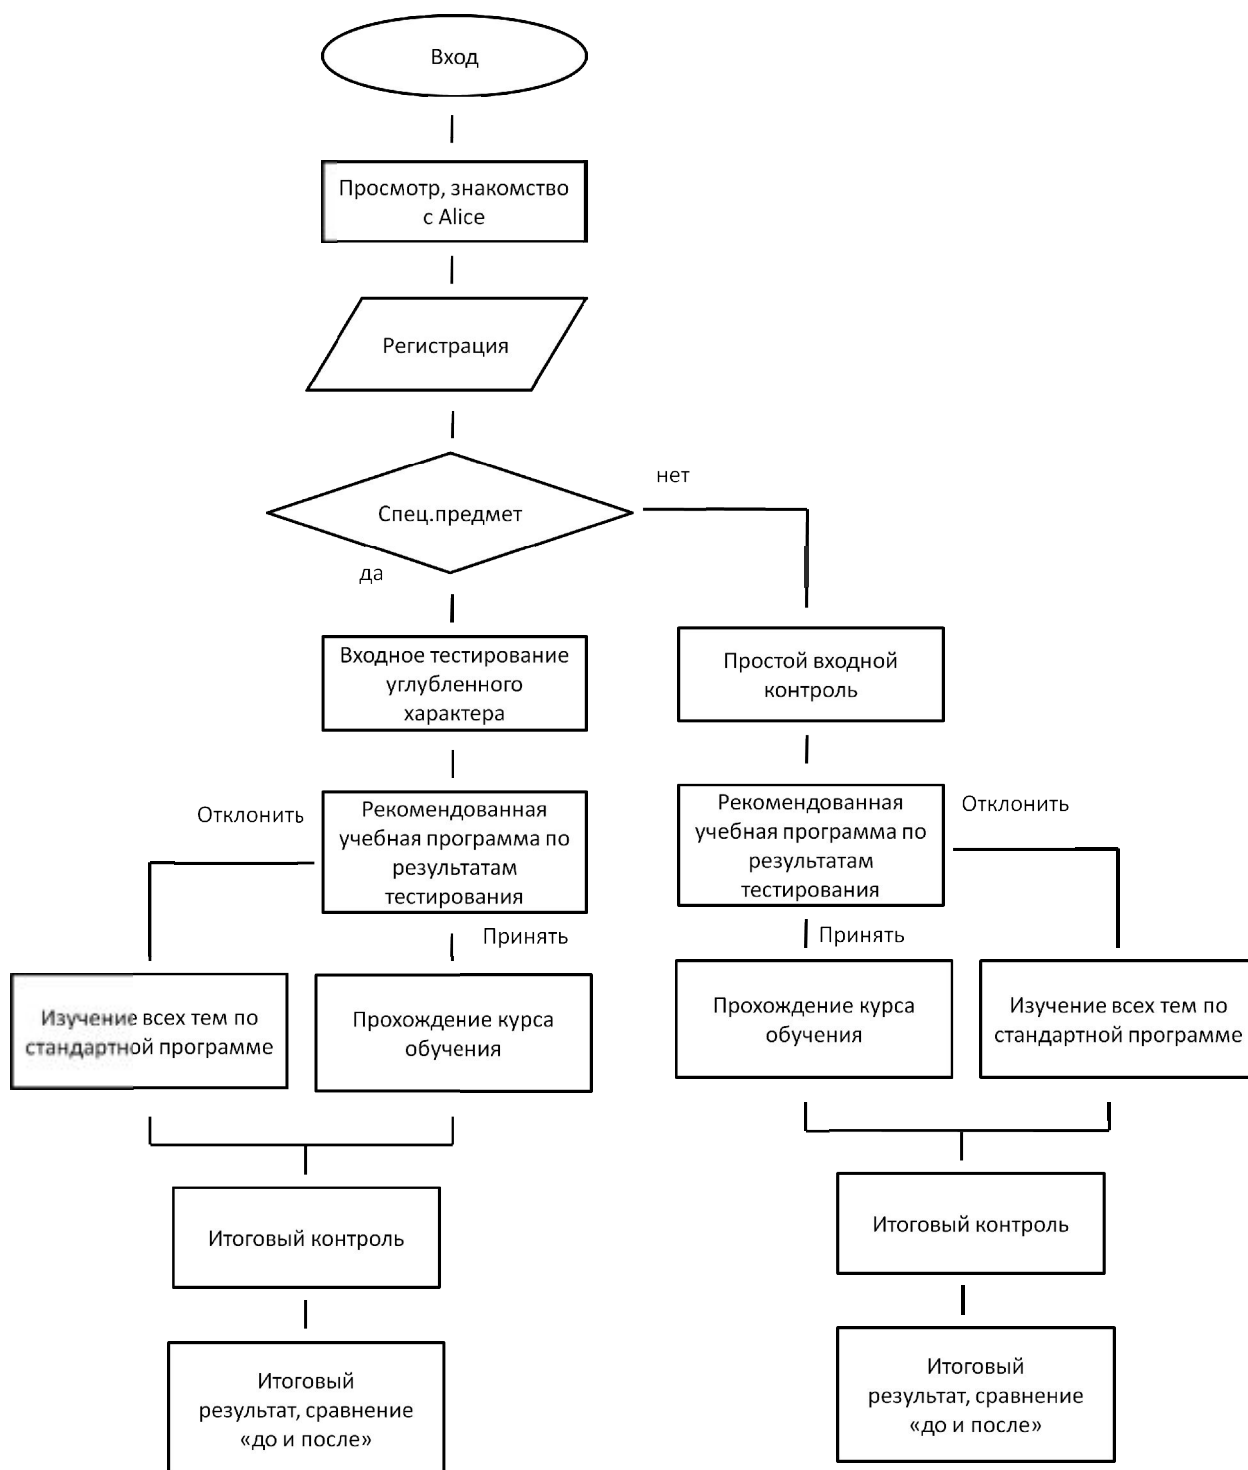 Вход
Просмотр, знакомство
с Alice
Регистрация
нет
Спец.предмет
да
Входное тестирование
углубленного
характера
Простой входной
контроль
Отклонить
Рекомендованная
учебная программа по
результатам
тестирования
Принять
Рекомендованная
учебная программа по
результатам
тестирования
Отклонить
Принять
Изучение всех тем по
стандартной программе
Прохождение курса
обучения
Прохождение курса
обучения
Изучение всех тем по
стандартной программе
Итоговый контроль
Итоговый контроль
Итоговый
результат, сравнение
«до и после»
Итоговый
результат, сравнение
«до и после»